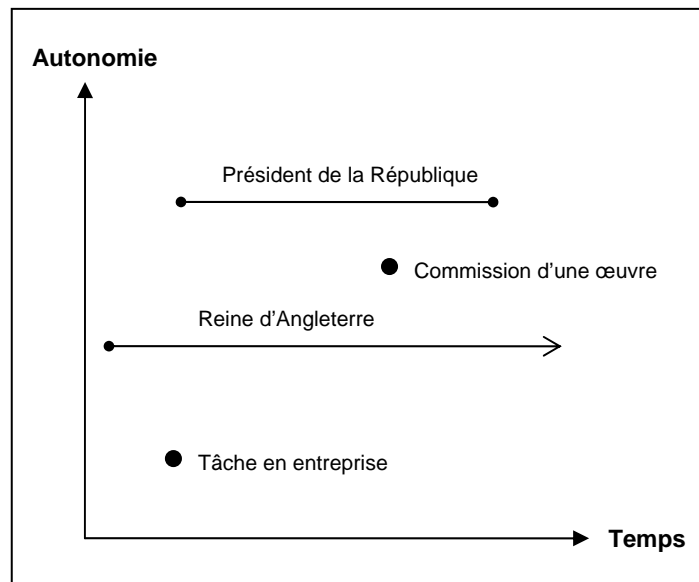 Autonomie
Président de la République
Commission d’une œuvre
Reine d’Angleterre
Tâche en entreprise
Temps